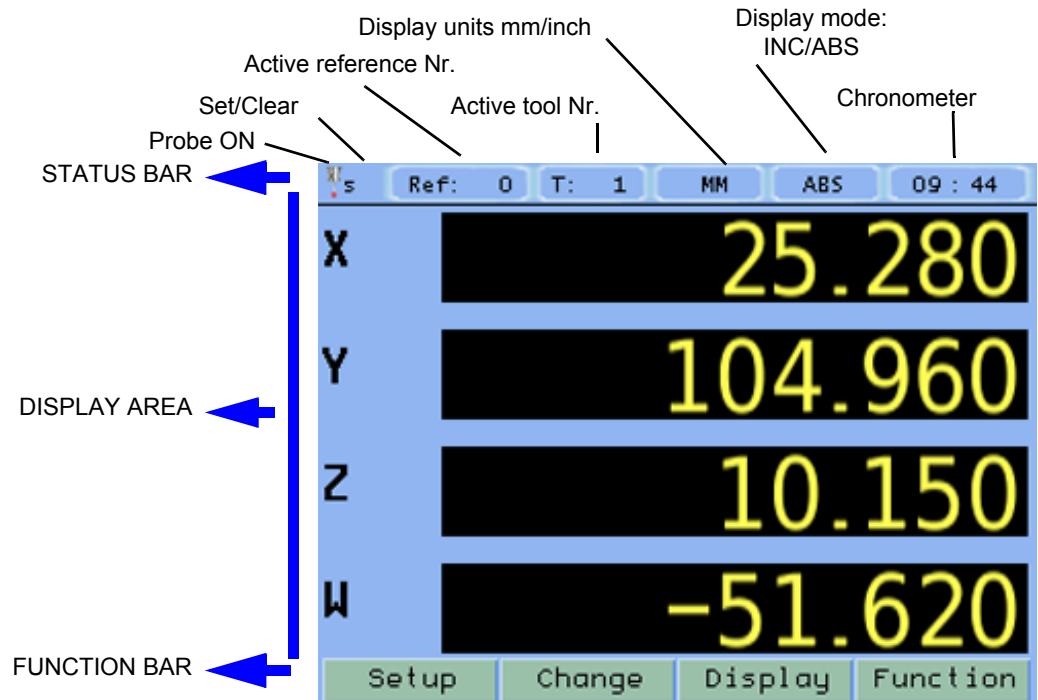 Display mode:
INC/ABS
Display units mm/inch
Active reference Nr.
Set/Clear
Active tool Nr.
Chronometer
Probe ON
STATUS BAR
s Ref: 0 T: 1 MM ABS 09 : 44
X 25.280
Y 104.960
DISPLAY AREA
Z 10.150
W -51.620
FUNCTION BAR
Setup Change Display Function